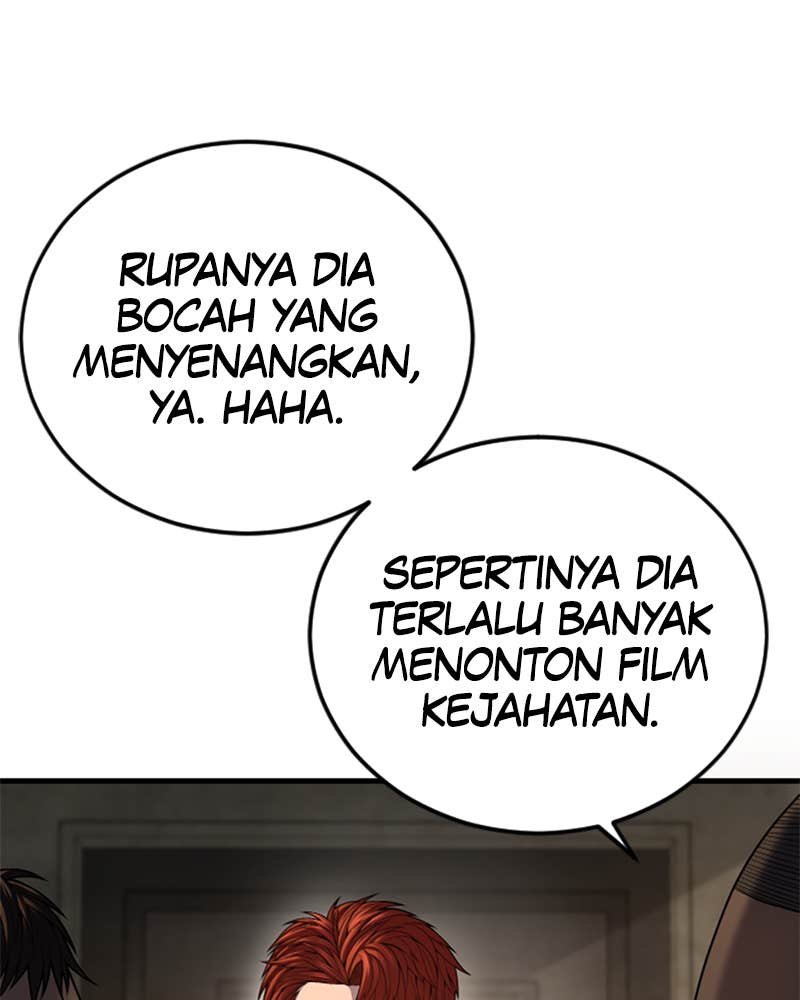 RUPANYA DIA
BOCAH YANG
MENYENANGKAN,
YA. HAHA.
SEPERTINYA DIA
TERLALU BANYAK
MENONTON FILM
KEJAHATAN.